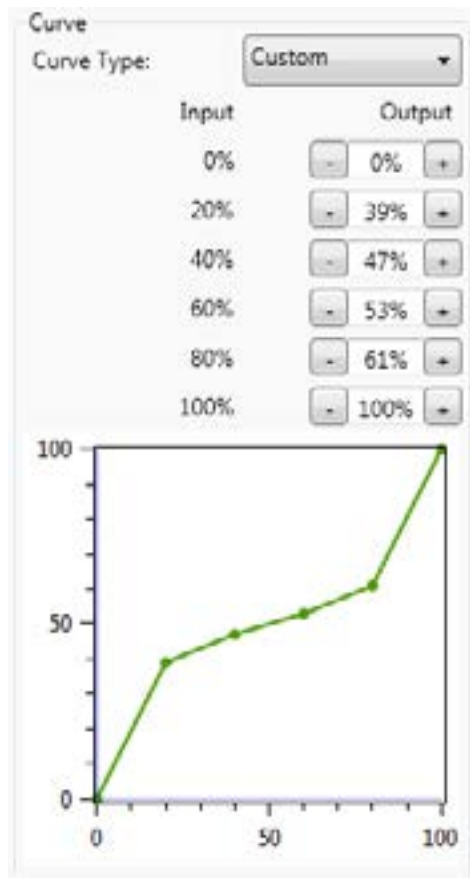 Curve
Curve Type: Custom
Input Output
0% - 0% +
20% - 39% +
40% - 47% +
60% - 53% +
80% - 61% +
100% - 100% +
100
50
0
0 50 100